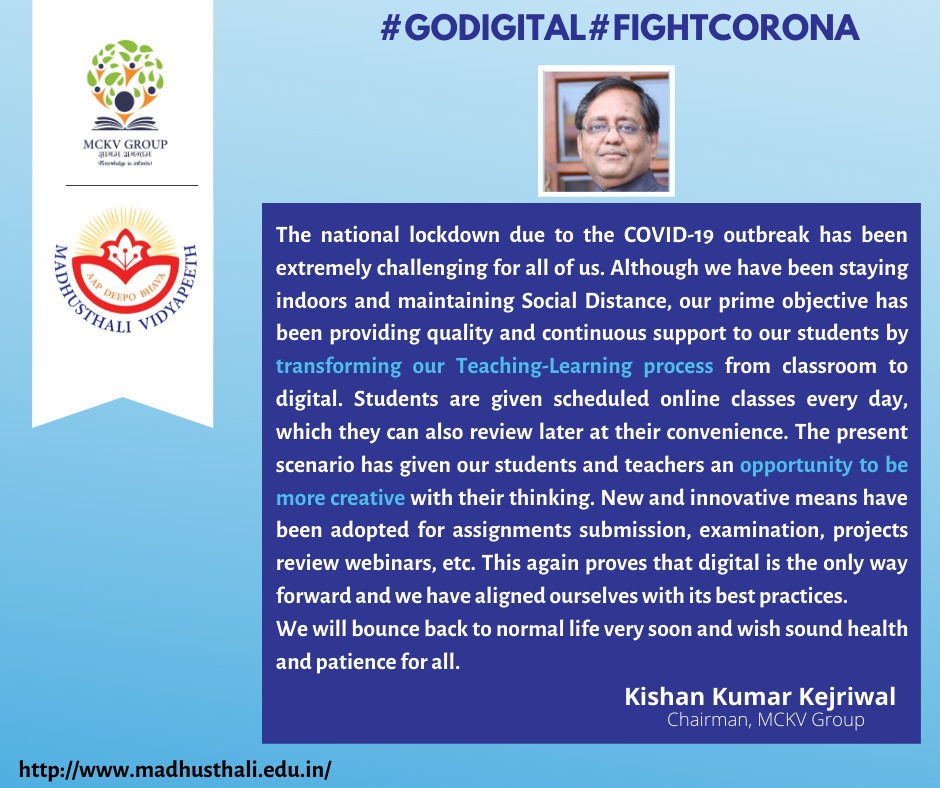 #GODIGITAL#FIGHTCORONA
MCKV GROUP
(Knowledge is infinite)
MADHUSTHALI VIDYAPEETH
AAP DEEPO BHAVA
The national lockdown due to the COVID-19 outbreak has been
extremely challenging for all of us. Although we have been staying
indoors and maintaining Social Distance, our prime objective has
been providing quality and continuous support to our students by
transforming our Teaching-Learning process from classroom to
digital. Students are given scheduled online classes every day,
which they can also review later at their convenience. The present
scenario has given our students and teachers an opportunity to be
more creative with their thinking. New and innovative means have
been adopted for assignments submission, examination, projects
review webinars, etc. This again proves that digital is the only way
forward and we have aligned ourselves with its best practices.
We will bounce back to normal life very soon and wish sound health
and patience for all.
Kishan Kumar Kejriwal
Chairman, MCKV Group
http://www.madhusthali.edu.in/